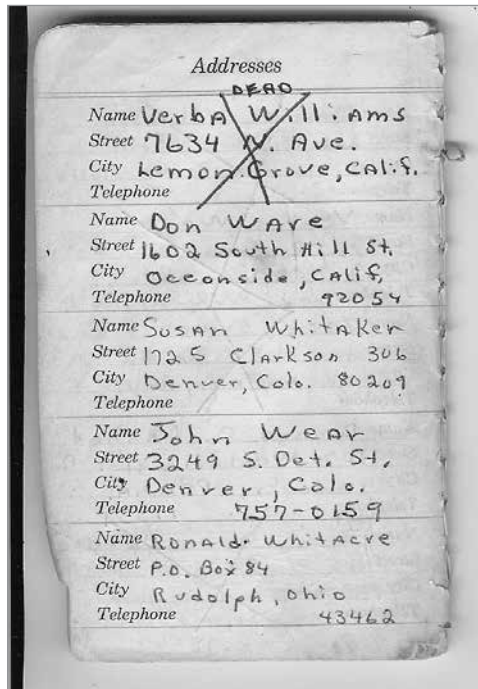 Addresses
DEAD
Name VerbA Williams
Street 7634 N. Ave.
City Lemon Grove, CAlif.
Telephone
Name Don WAre
Street 1602 South Hill St.
City Oceonside, CAlif.
Telephone 92054
Name SusAn WhitAker
Street 1725 Clarkson 306
City Denver, Colo. 80209
Telephone
Name John WeAr
Street 3249 S. Det. St.
City Denver, Colo.
Telephone 757-0159
Name RonAld. WhitAcre
Street P.O. Box 84
City Rudolph, Ohio
Telephone 43462